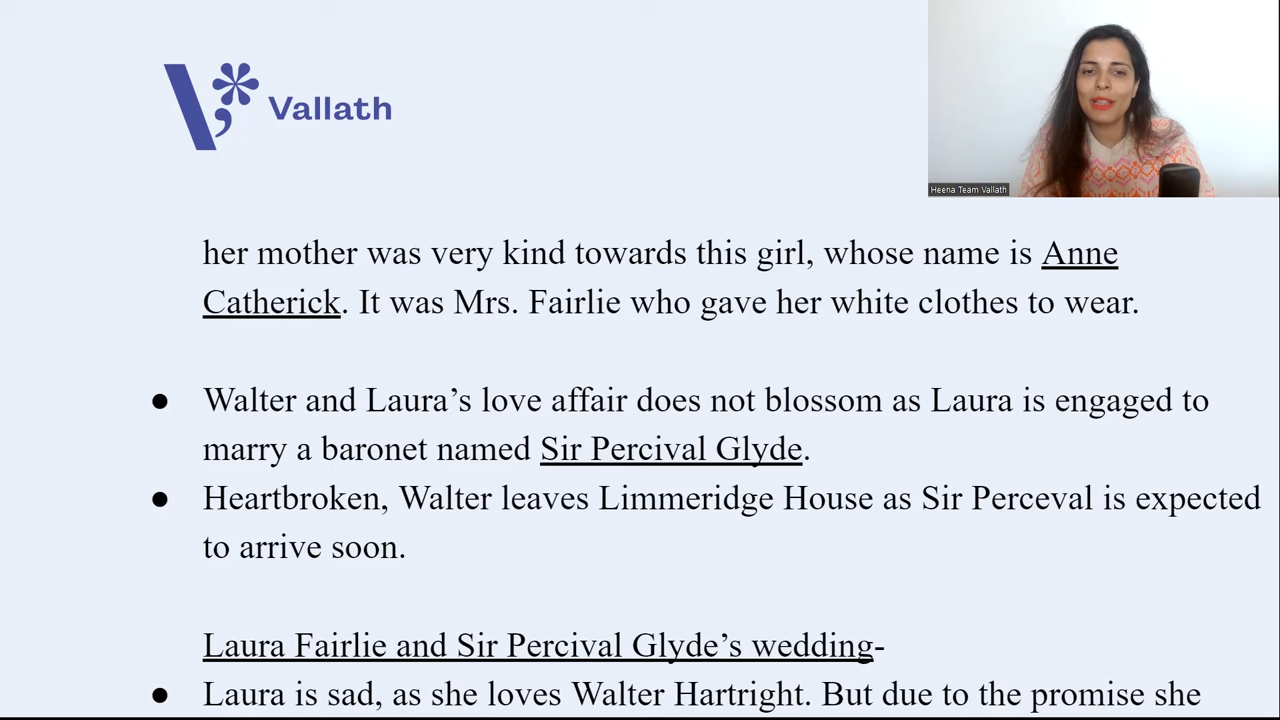 Vallath
Heena Team Vallath
her mother was very kind towards this girl, whose name is Anne
Catherick. It was Mrs. Fairlie who gave her white clothes to wear.
● Walter and Laura’s love affair does not blossom as Laura is engaged to
marry a baronet named Sir Percival Glyde.
● Heartbroken, Walter leaves Limmeridge House as Sir Perceval is expected
to arrive soon.
Laura Fairlie and Sir Percival Glyde’s wedding-
● Laura is sad, as she loves Walter Hartright. But due to the promise she